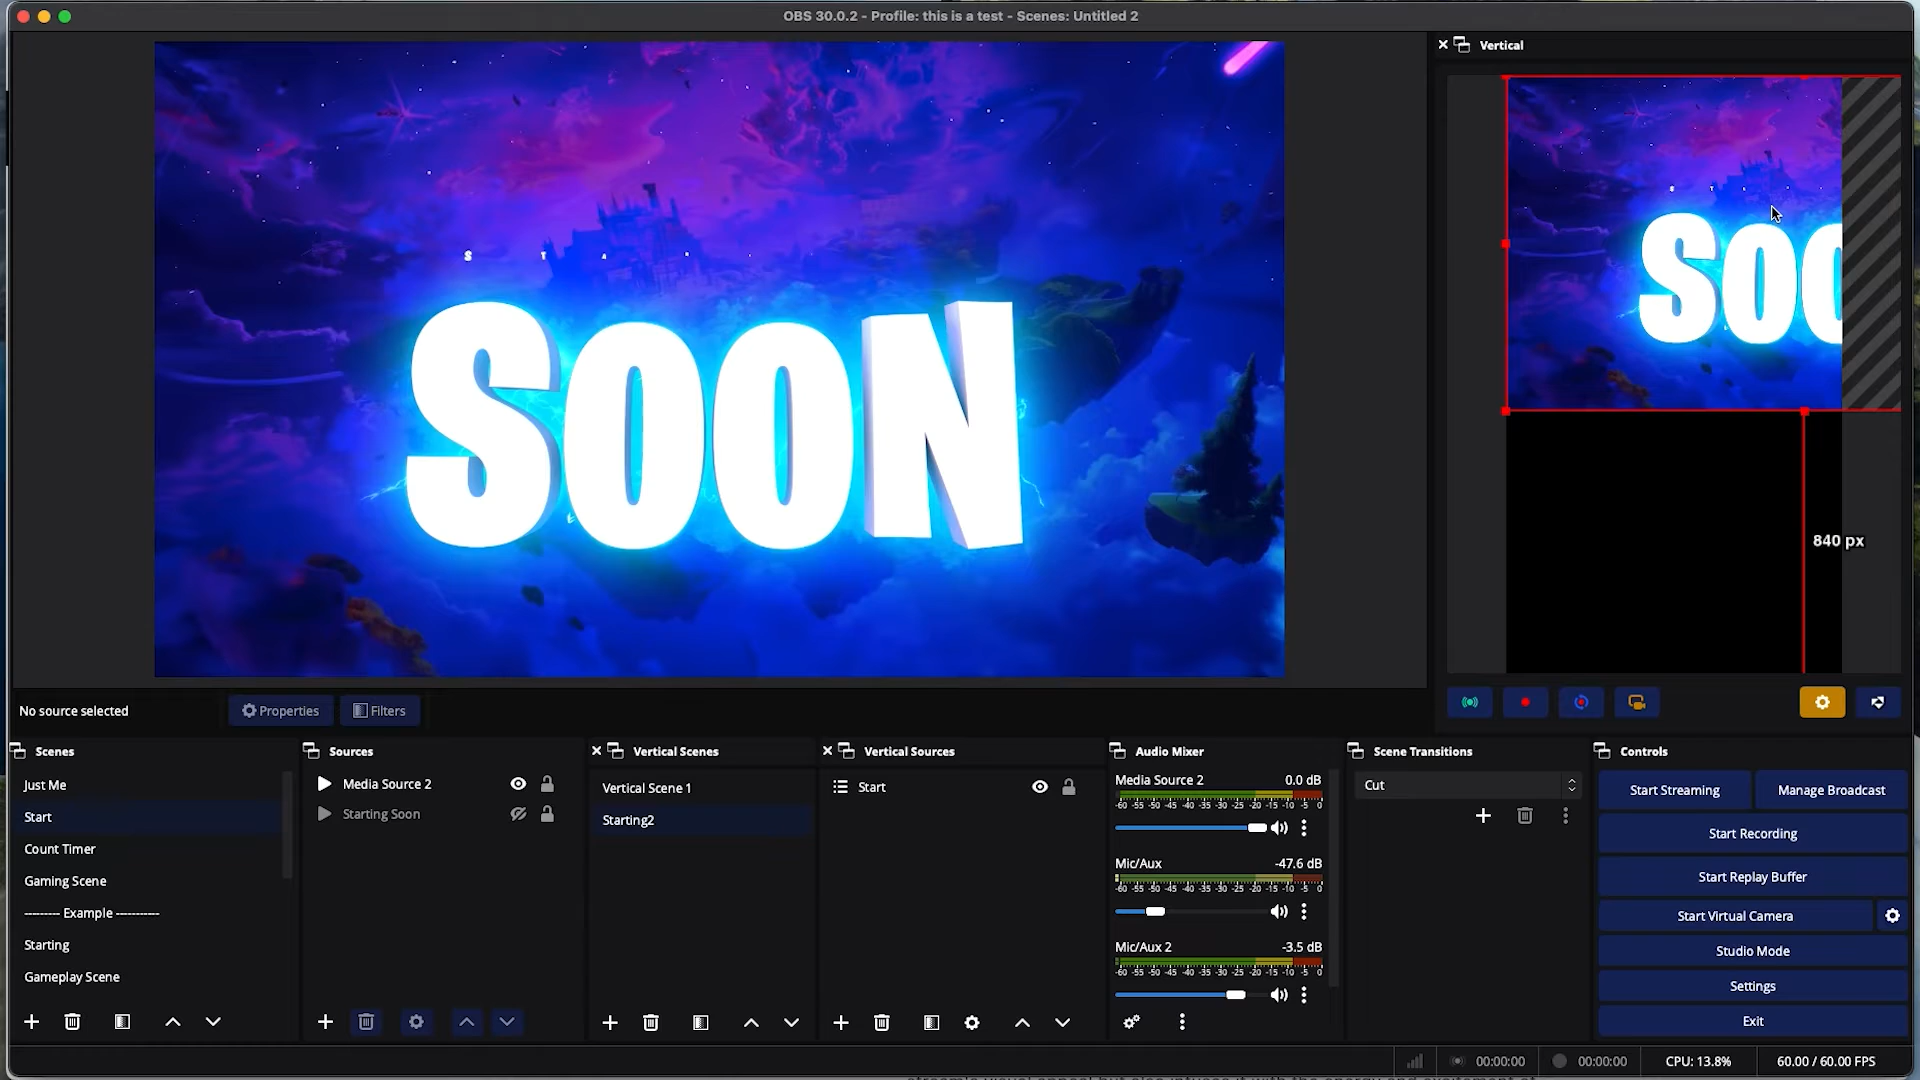 OBS 30.0.2 - Profile: this is a test - Scenes: Untitled 2
Vertical
S T A R
SOON
S T
SOO
840 px
No source selected
Properties
Filters
Scenes
Just Me
Start
Count Timer
Gaming Scene
--------- Example -----------
Starting
Gameplay Scene
Sources
Media Source 2
Starting Soon
Vertical Scenes
Vertical Scene 1
Starting2
Vertical Sources
Start
Audio Mixer
Media Source 2 0.0 dB
-60 -55 -50 -45 -40 -35 -30 -25 -20 -15 -10 -5 0
Mic/Aux -47.6 dB
-60 -55 -50 -45 -40 -35 -30 -25 -20 -15 -10 -5 0
Mic/Aux 2 -3.5 dB
-60 -55 -50 -45 -40 -35 -30 -25 -20 -15 -10 -5 0
Scene Transitions
Cut
Controls
Start Streaming
Manage Broadcast
Start Recording
Start Replay Buffer
Start Virtual Camera
Studio Mode
Settings
Exit
00:00:00
00:00:00
CPU: 13.8%
60.00 / 60.00 FPS